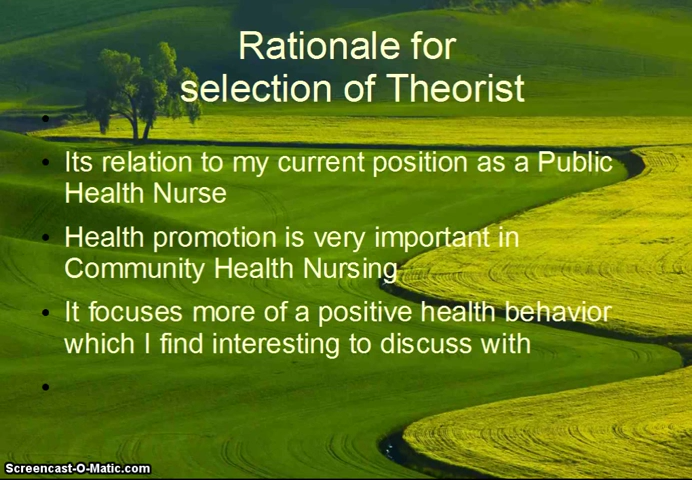 Rationale for
selection of Theorist
•
• Its relation to my current position as a Public
Health Nurse
• Health promotion is very important in
Community Health Nursing
• It focuses more of a positive health behavior
which I find interesting to discuss with
•
Screencast-O-Matic.com